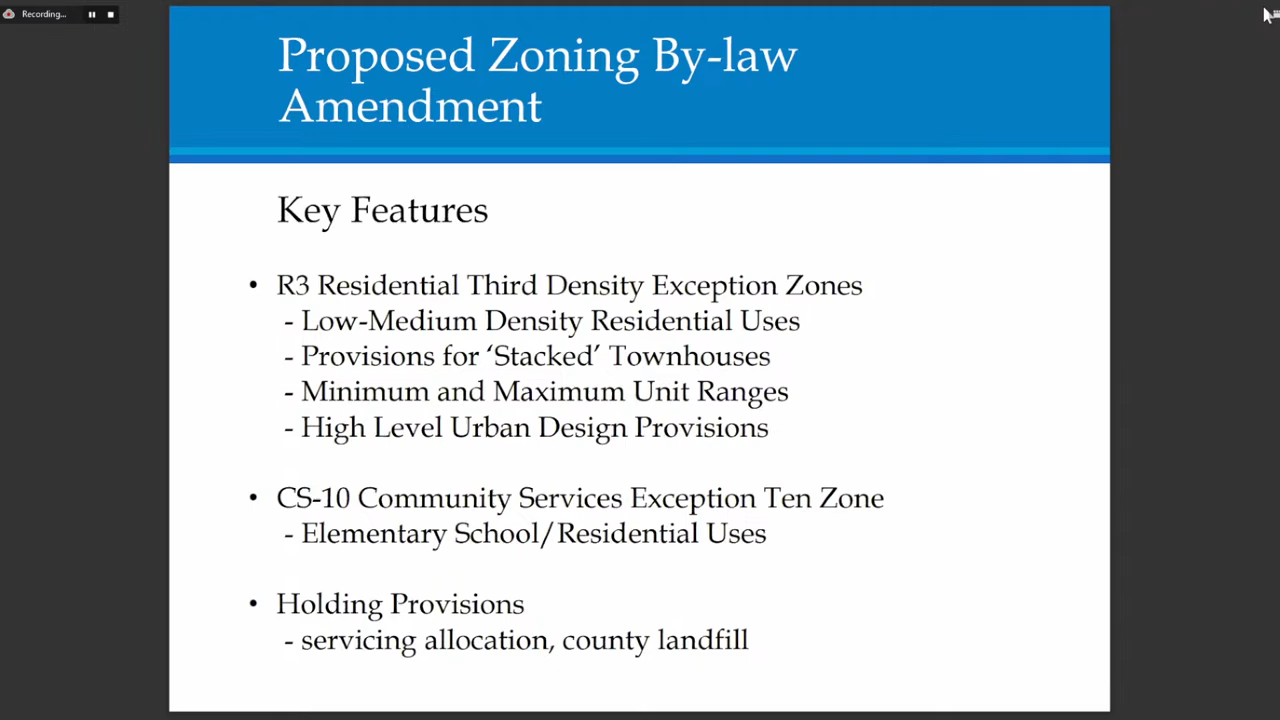 Recording...
Proposed Zoning By-law
Amendment
Key Features
• R3 Residential Third Density Exception Zones
- Low-Medium Density Residential Uses
- Provisions for ‘Stacked’ Townhouses
- Minimum and Maximum Unit Ranges
- High Level Urban Design Provisions
• CS-10 Community Services Exception Ten Zone
- Elementary School/Residential Uses
• Holding Provisions
- servicing allocation, county landfill